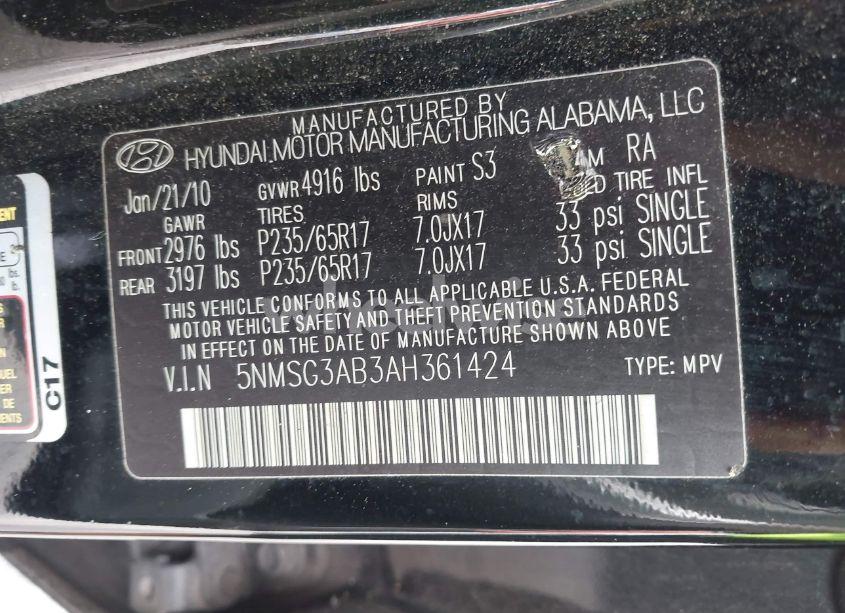 MANUFACTURED BY
HYUNDAI MOTOR MANUFACTURING ALABAMA, LLC
Jan/21/10 GVWR 4916 lbs PAINT S3 RA
GAWR TIRES RIMS TIRE INFL
FRONT 2976 lbs P235/65R17 7.0JX17 33 psi SINGLE
REAR 3197 lbs P235/65R17 7.0JX17 33 psi SINGLE
THIS VEHICLE CONFORMS TO ALL APPLICABLE U.S.A. FEDERAL
MOTOR VEHICLE SAFETY AND THEFT PREVENTION STANDARDS
IN EFFECT ON THE DATE OF MANUFACTURE SHOWN ABOVE
V.I.N 5NMSG3AB3AH361424 TYPE: MPV
C17